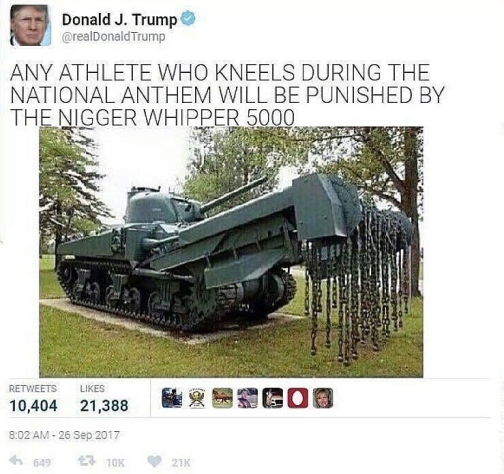 Donald J. Trump
@realDonaldTrump
ANY ATHLETE WHO KNEELS DURING THE
NATIONAL ANTHEM WILL BE PUNISHED BY
THE NIGGER WHIPPER 5000
RETWEETS LIKES
10,404 21,388
8:02 AM - 26 Sep 2017
649 10K 21K